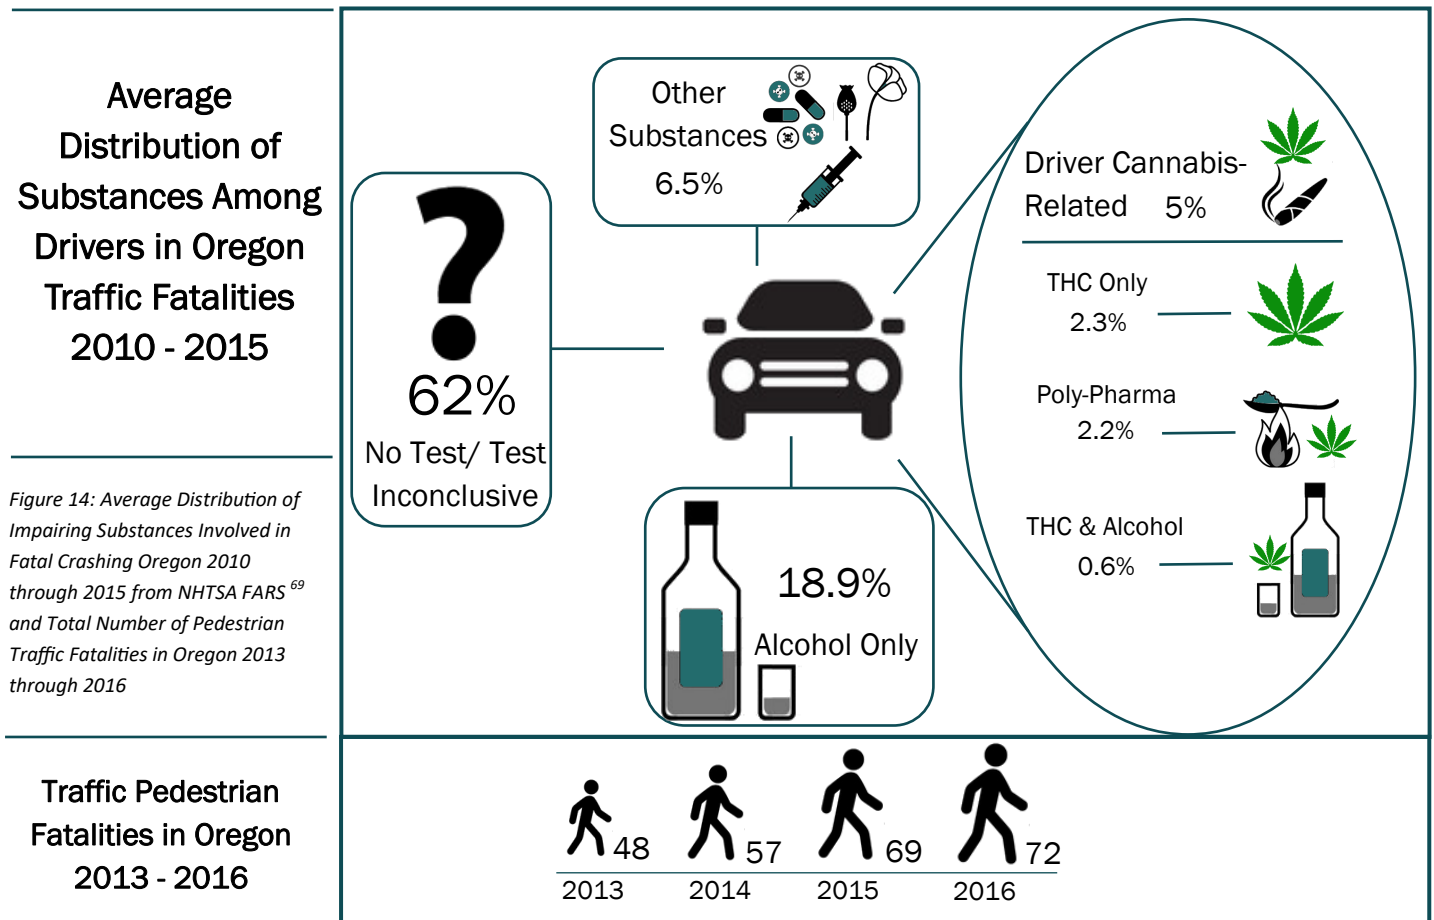 Average
Distribution of
Substances Among
Drivers in Oregon
Traffic Fatalities
2010 - 2015
Figure 14: Average Distribution of
Impairing Substances Involved in
Fatal Crashing Oregon 2010
through 2015 from NHTSA FARS 69
and Total Number of Pedestrian
Traffic Fatalities in Oregon 2013
through 2016
?
62%
No Test/ Test
Inconclusive
Other
Substances
6.5%
18.9%
Alcohol Only
Driver Cannabis-
Related 5%
THC Only
2.3%
Poly-Pharma
2.2%
THC & Alcohol
0.6%
Traffic Pedestrian
Fatalities in Oregon
2013 - 2016
48 57 69 72
2013 2014 2015 2016